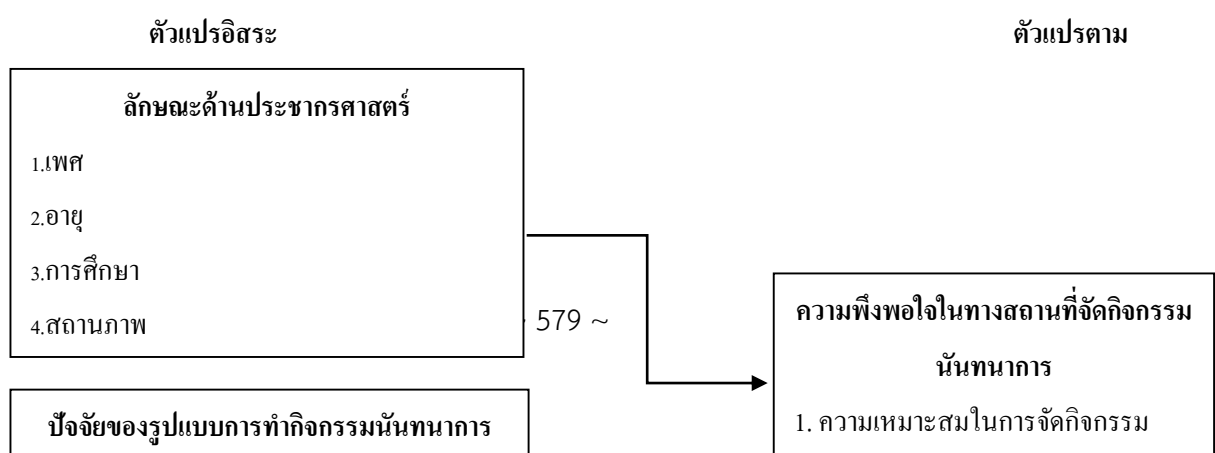 ตัวแปรอิสระ
ตัวแปรตาม
ลักษณะด้านประชากรศาสตร์
1.เพศ
2.อายุ
3.การศึกษา
4.สถานภาพ
579 ~
ปัจจัยของรูปแบบการทำกิจกรรมนันทนาการ
ความพึงพอใจในทางสถานที่จัดกิจกรรม
นันทนาการ
1. ความเหมาะสมในการจัดกิจกรรม